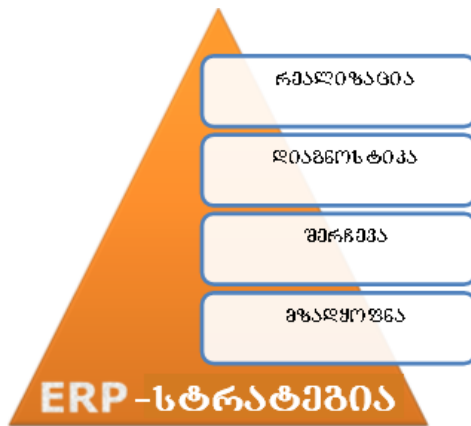 რეალიზაცია
დიაგნოსტიკა
შერჩევა
მზადყოფნა
ERP -სტრატეგია